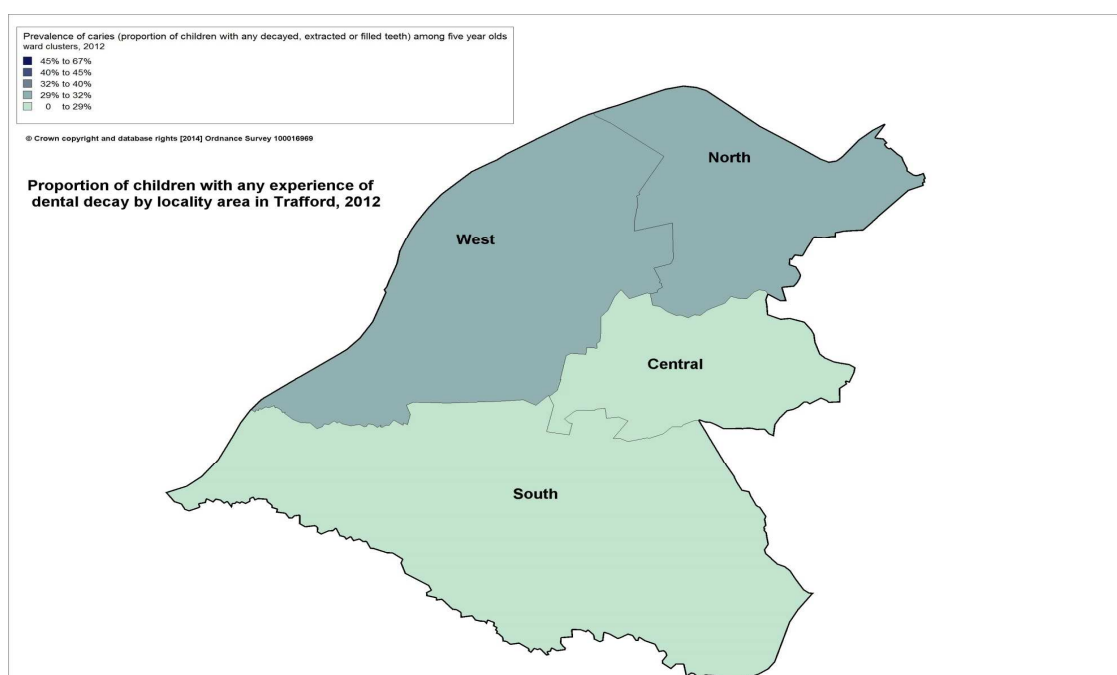 Prevalence of caries (proportion of children with any decayed, extracted or filled teeth) among five year olds
ward clusters, 2012
45% to 67%
40% to 45%
32% to 40%
29% to 32%
0 to 29%
© Crown copyright and database rights [2014] Ordnance Survey 100016969
Proportion of children with any experience of
dental decay by locality area in Trafford, 2012
North
West
Central
South